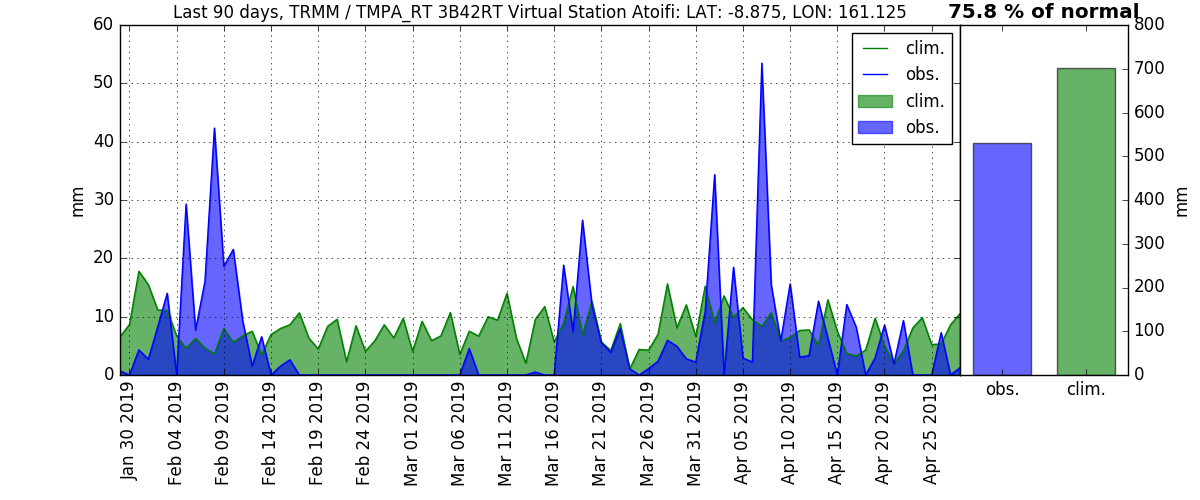 Last 90 days, TRMM / TMPA_RT 3B42RT Virtual Station Atoifi: LAT: -8.875, LON: 161.125
75.8 % of normal
mm
60
50
40
30
20
10
0
clim.
obs.
clim.
obs.
800
700
600
500
400
300
200
100
0
mm
Jan 30 2019
Feb 04 2019
Feb 09 2019
Feb 14 2019
Feb 19 2019
Feb 24 2019
Mar 01 2019
Mar 06 2019
Mar 11 2019
Mar 16 2019
Mar 21 2019
Mar 26 2019
Mar 31 2019
Apr 05 2019
Apr 10 2019
Apr 15 2019
Apr 20 2019
Apr 25 2019
obs.
clim.